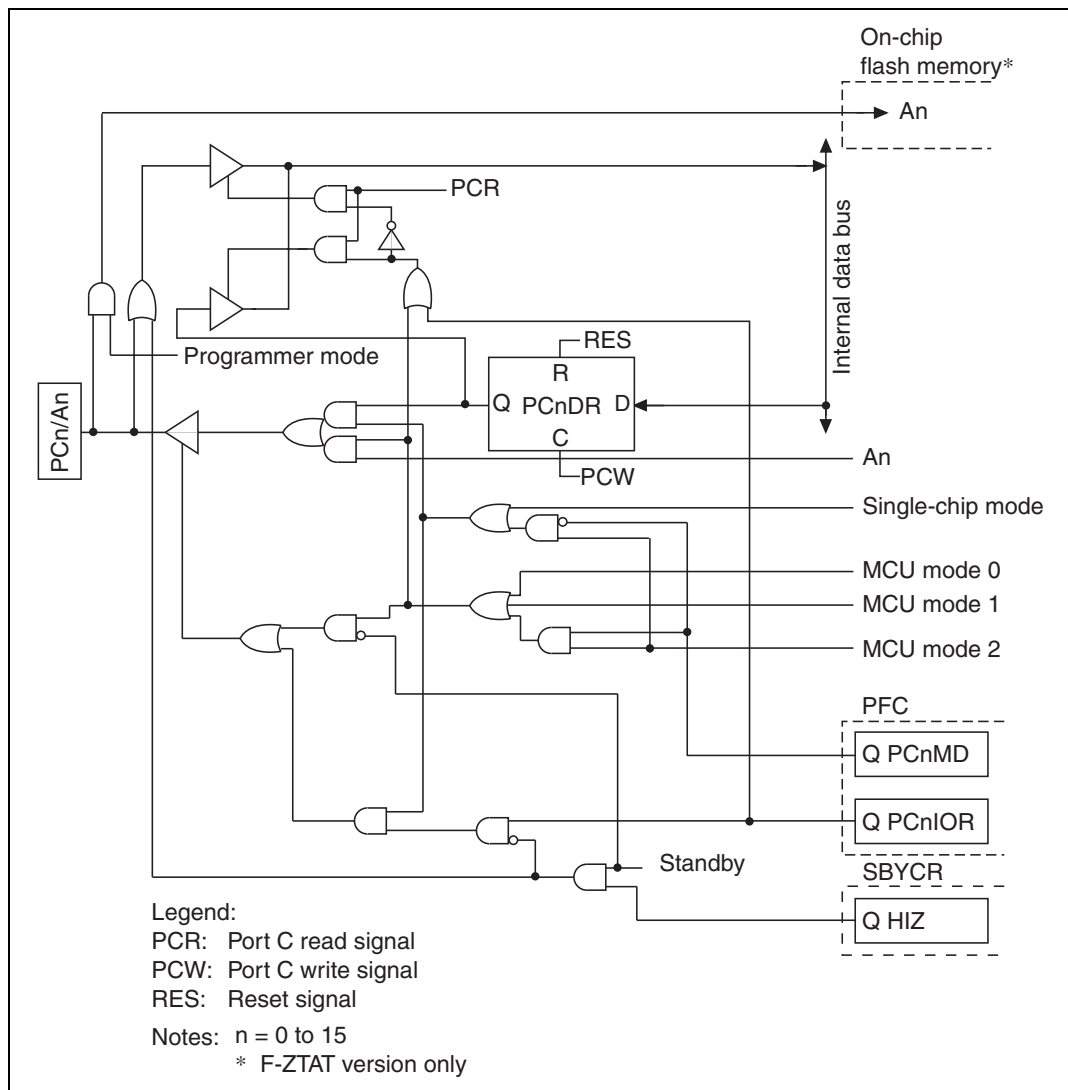 On-chip
flash memory*
An
PCR
Internal data bus
Programmer mode
RES
R
Q PCnDR D
C
PCW
PCn/An
An
Single-chip mode
MCU mode 0
MCU mode 1
MCU mode 2
PFC
Q PCnMD
Q PCnIOR
Standby
SBYCR
Q HIZ
Legend:
PCR: Port C read signal
PCW: Port C write signal
RES: Reset signal
Notes: n = 0 to 15
* F-ZTAT version only